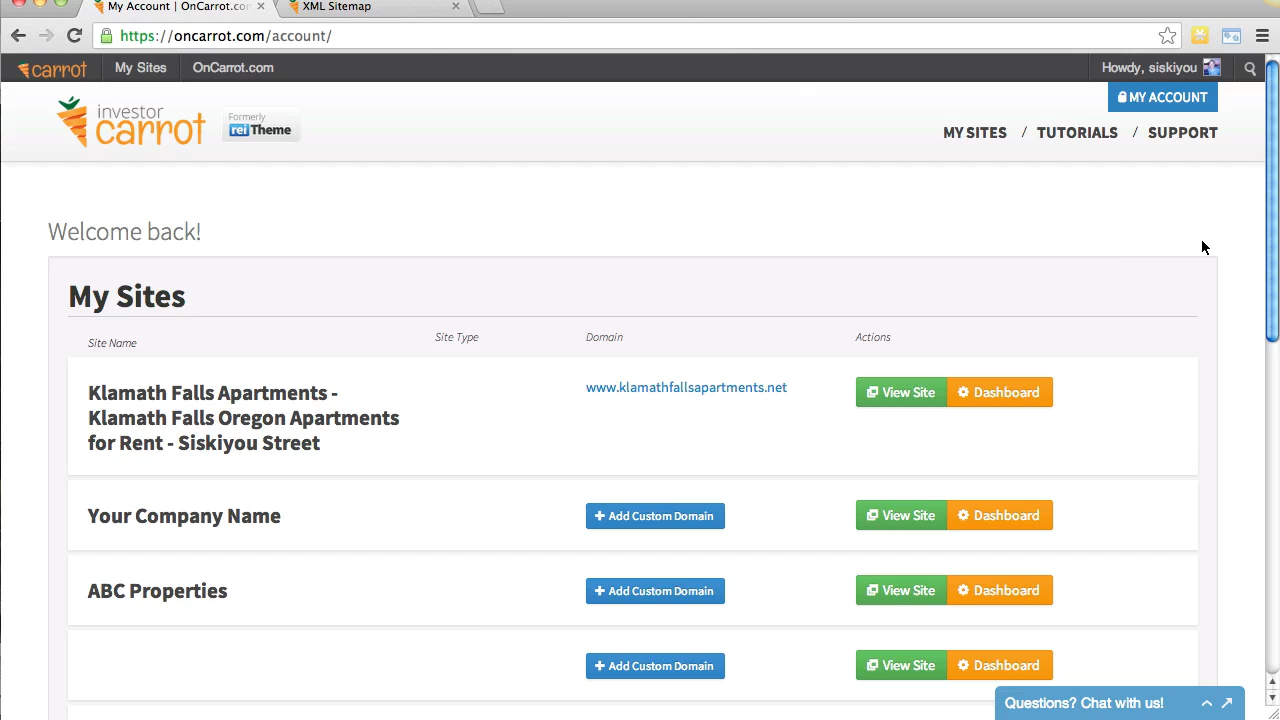 My Account | OnCarrot.co
XML Sitemap
https://oncarrot.com/account/
carrot
My Sites
OnCarrot.com
Howdy, siskiyou
MY ACCOUNT
investor
carrot
Formerly
rei Theme
MY SITES / TUTORIALS / SUPPORT
Welcome back!
My Sites
Site Name
Site Type
Domain
Actions
Klamath Falls Apartments -
Klamath Falls Oregon Apartments
for Rent - Siskiyou Street
www.klamathfallsapartments.net
View Site
Dashboard
Your Company Name
+ Add Custom Domain
View Site
Dashboard
ABC Properties
+ Add Custom Domain
View Site
Dashboard
+ Add Custom Domain
View Site
Dashboard
Questions? Chat with us!